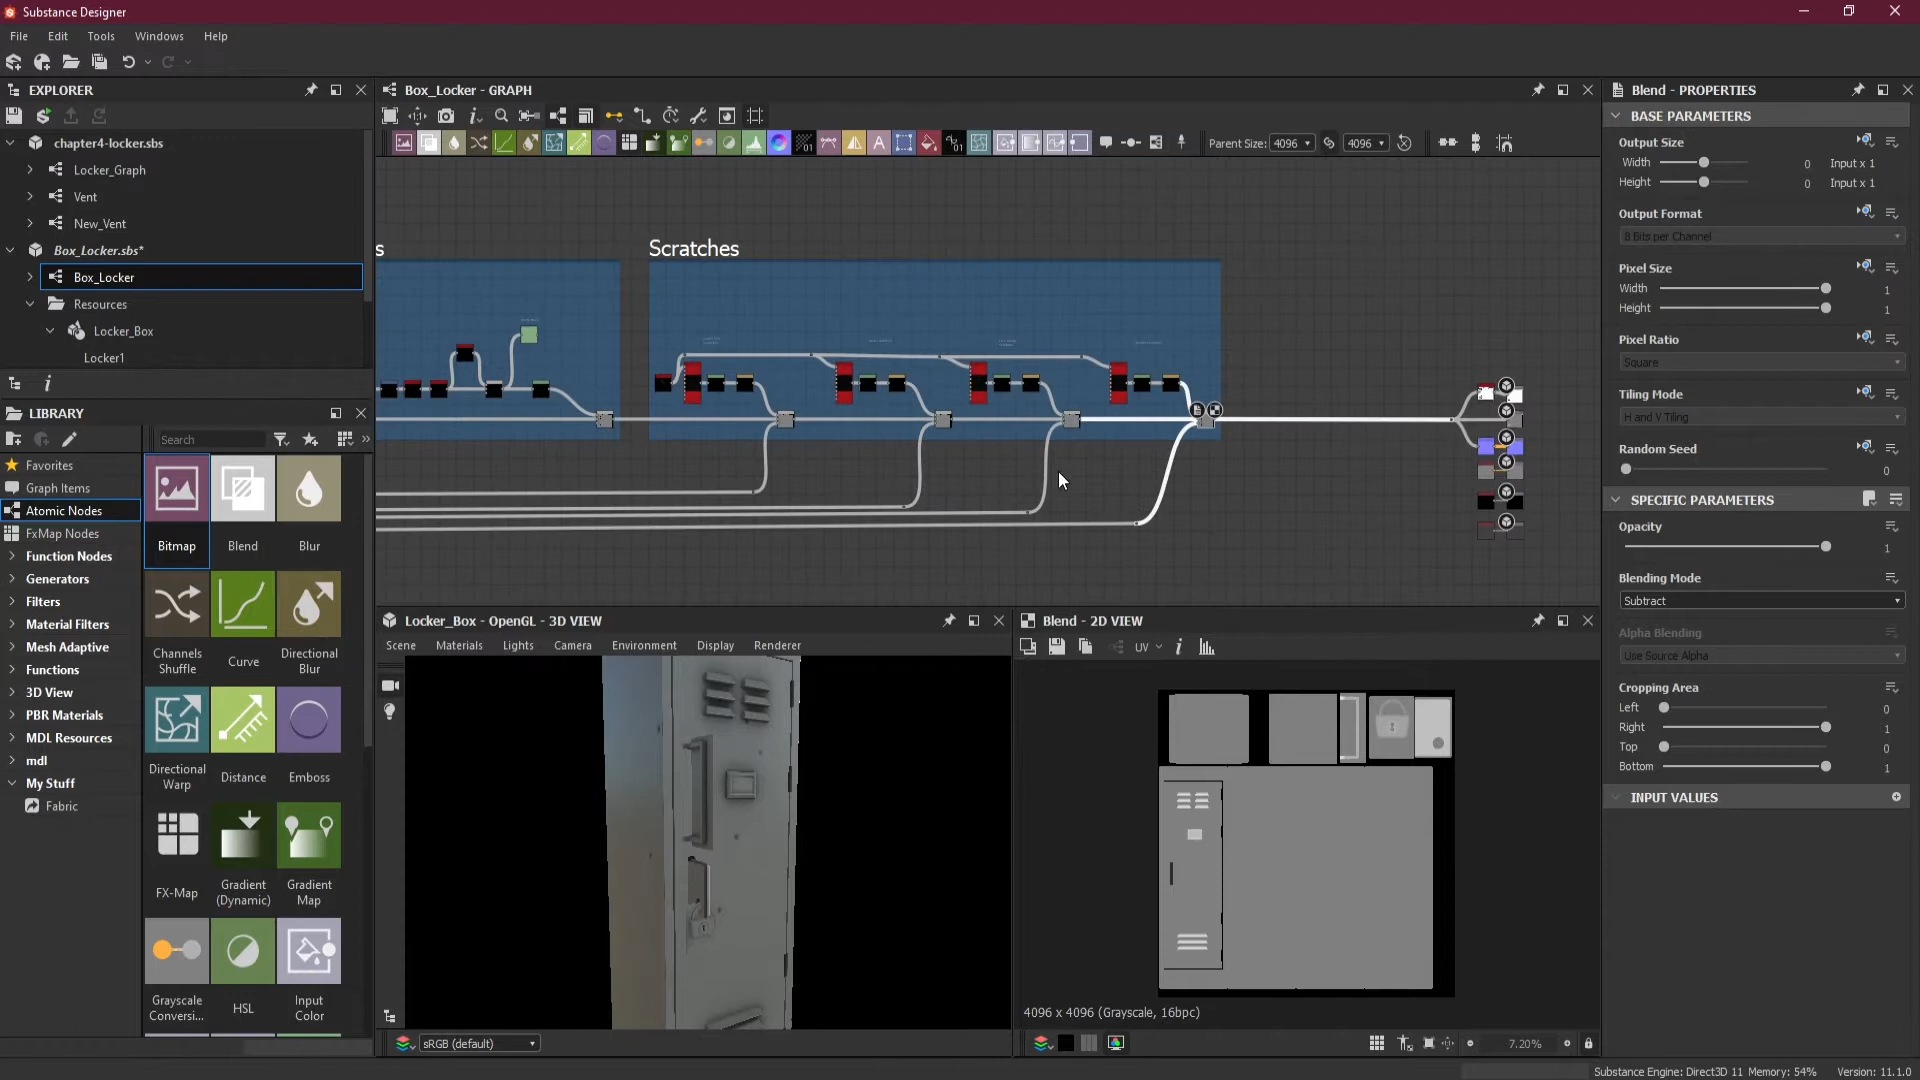 Substance Designer
File Edit Tools Windows Help
EXPLORER
chapter4-locker.sbs
Locker_Graph
Vent
New_Vent
Box_Locker.sbs*
Box_Locker
Resources
Locker_Box
Locker1
LIBRARY
Search
Favorites
Graph Items
Atomic Nodes
FxMap Nodes
Function Nodes
Generators
Filters
Material Filters
Mesh Adaptive
Functions
3D View
PBR Materials
MDL Resources
mdl
My Stuff
Fabric
Bitmap Blend Blur
Channels Shuffle Curve Directional Blur
Directional Warp Distance Emboss
FX-Map Gradient (Dynamic) Gradient Map
Grayscale Conversi... HSL Input Color
Box_Locker - GRAPH
Parent Size: 4096 4096
s
Scratches
Locker_Box - OpenGL - 3D VIEW
Scene Materials Lights Camera Environment Display Renderer
sRGB (default)
Blend - 2D VIEW
UV
4096 x 4096 (Grayscale, 16bpc)
7.20%
Blend - PROPERTIES
BASE PARAMETERS
Output Size
Width 0 Input x 1
Height 0 Input x 1
Output Format
8 Bits per Channel
Pixel Size
Width 1
Height 1
Pixel Ratio
Square
Tiling Mode
H and V Tiling
Random Seed
0
SPECIFIC PARAMETERS
Opacity
1
Blending Mode
Subtract
Alpha Blending
Use Source Alpha
Cropping Area
Left 0
Right 1
Top 0
Bottom 1
INPUT VALUES
Substance Engine: Direct3D 11 Memory: 54% Version: 11.1.0